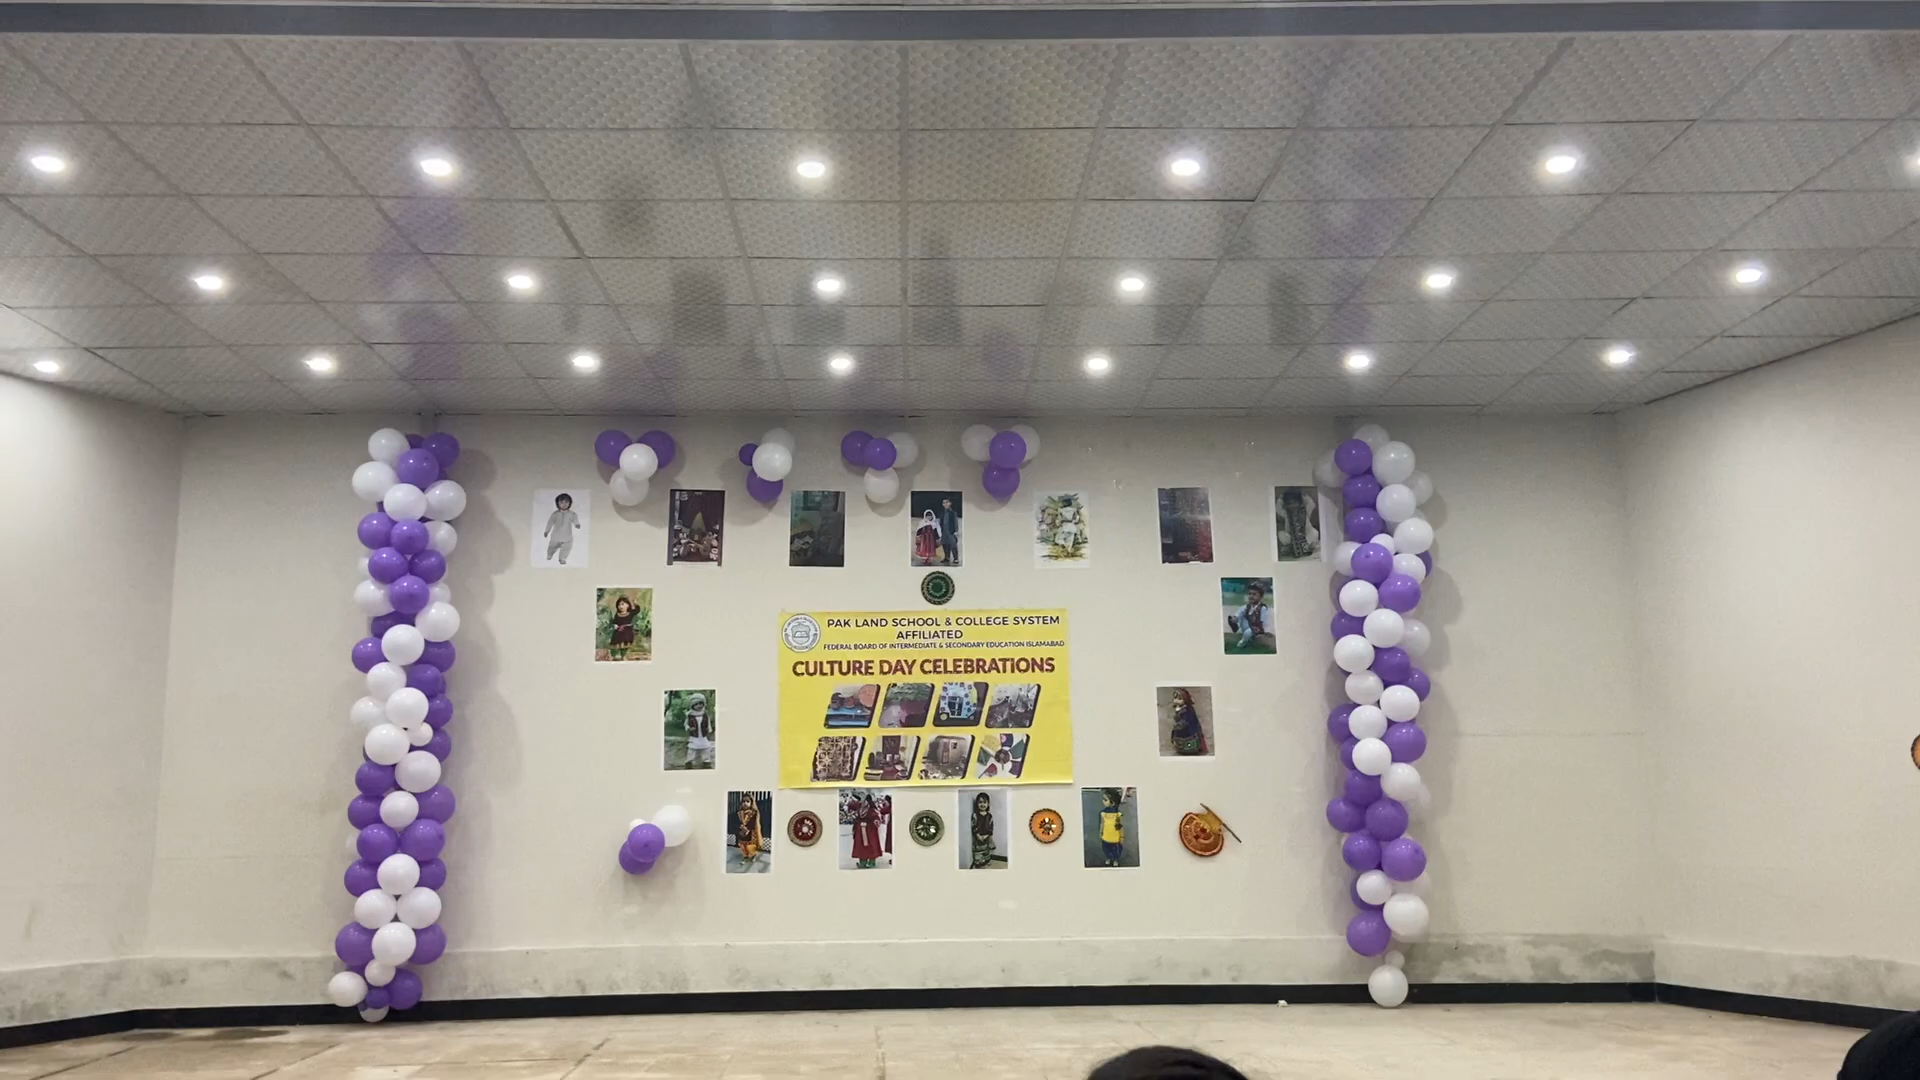 PAK LAND SCHOOL & COLLEGE SYSTEM
AFFILIATED
FEDERAL BOARD OF INTERMEDIATE & SECONDARY EDUCATION ISLAMABAD
CULTURE DAY CELEBRATIONS